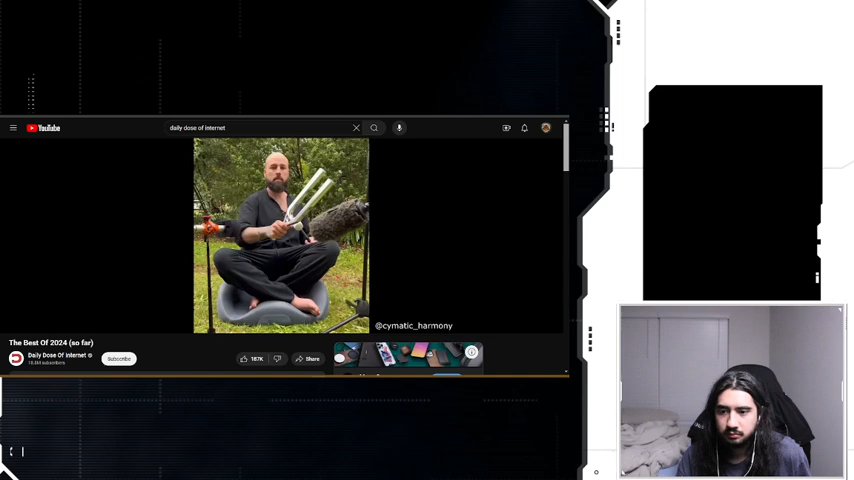 YouTube
daily dose of internet
@cymatic_harmony
The Best Of 2024 (so far)
Daily Dose Of Internet
Subscribe
187K
Share